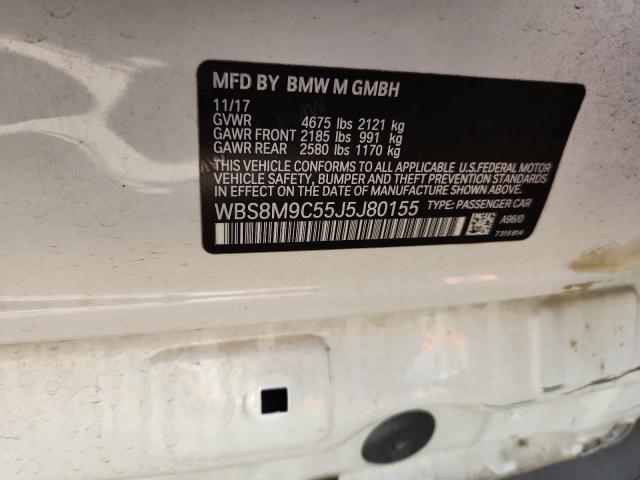 MFD BY BMW M GMBH
11/17
GVWR 4675 lbs 2121 kg
GAWR FRONT 2185 lbs 991 kg
GAWR REAR 2580 lbs 1170 kg
THIS VEHICLE CONFORMS TO ALL APPLICABLE U.S.FEDERAL MOTOR
VEHICLE SAFETY, BUMPER AND THEFT PREVENTION STANDARDS
IN EFFECT ON THE DATE OF MANUFACTURE SHOWN ABOVE.
WBS8M9C55J5J80155 TYPE: PASSENGER CAR
A96/0
7315814